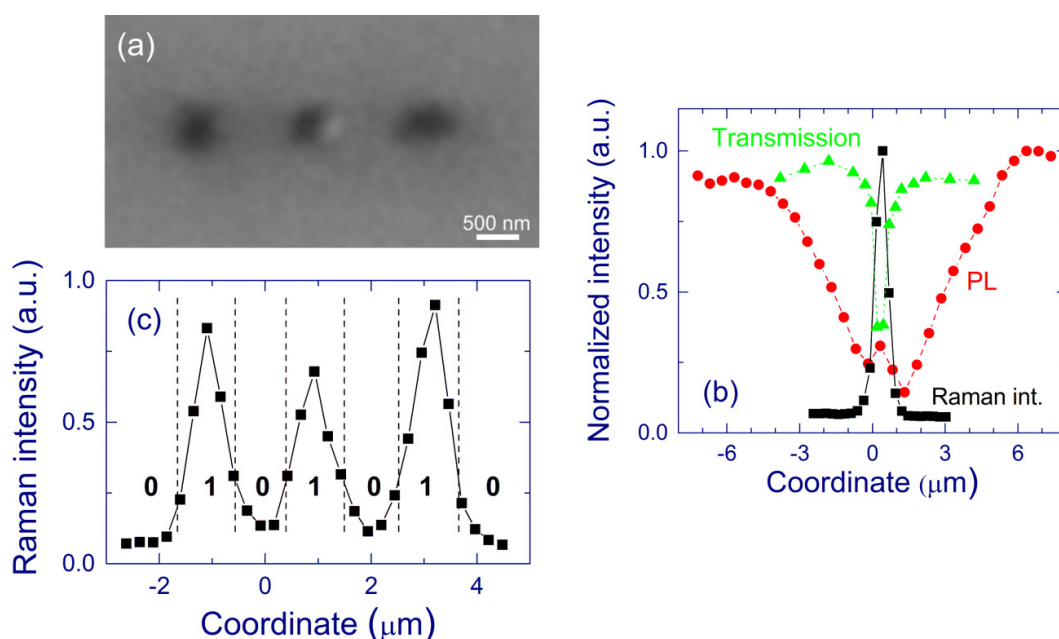 (a)
500 nm
Raman intensity (a.u.)
1.0
0.5
0.0
(c)
0 1 0 1 0 1 0
-2 0 2 4
Coordinate (μm)
Normalized intensity (a.u.)
1.0
0.5
0.0
Transmission
PL
(b)
Raman int.
-6 -3 0 3 6
Coordinate (μm)